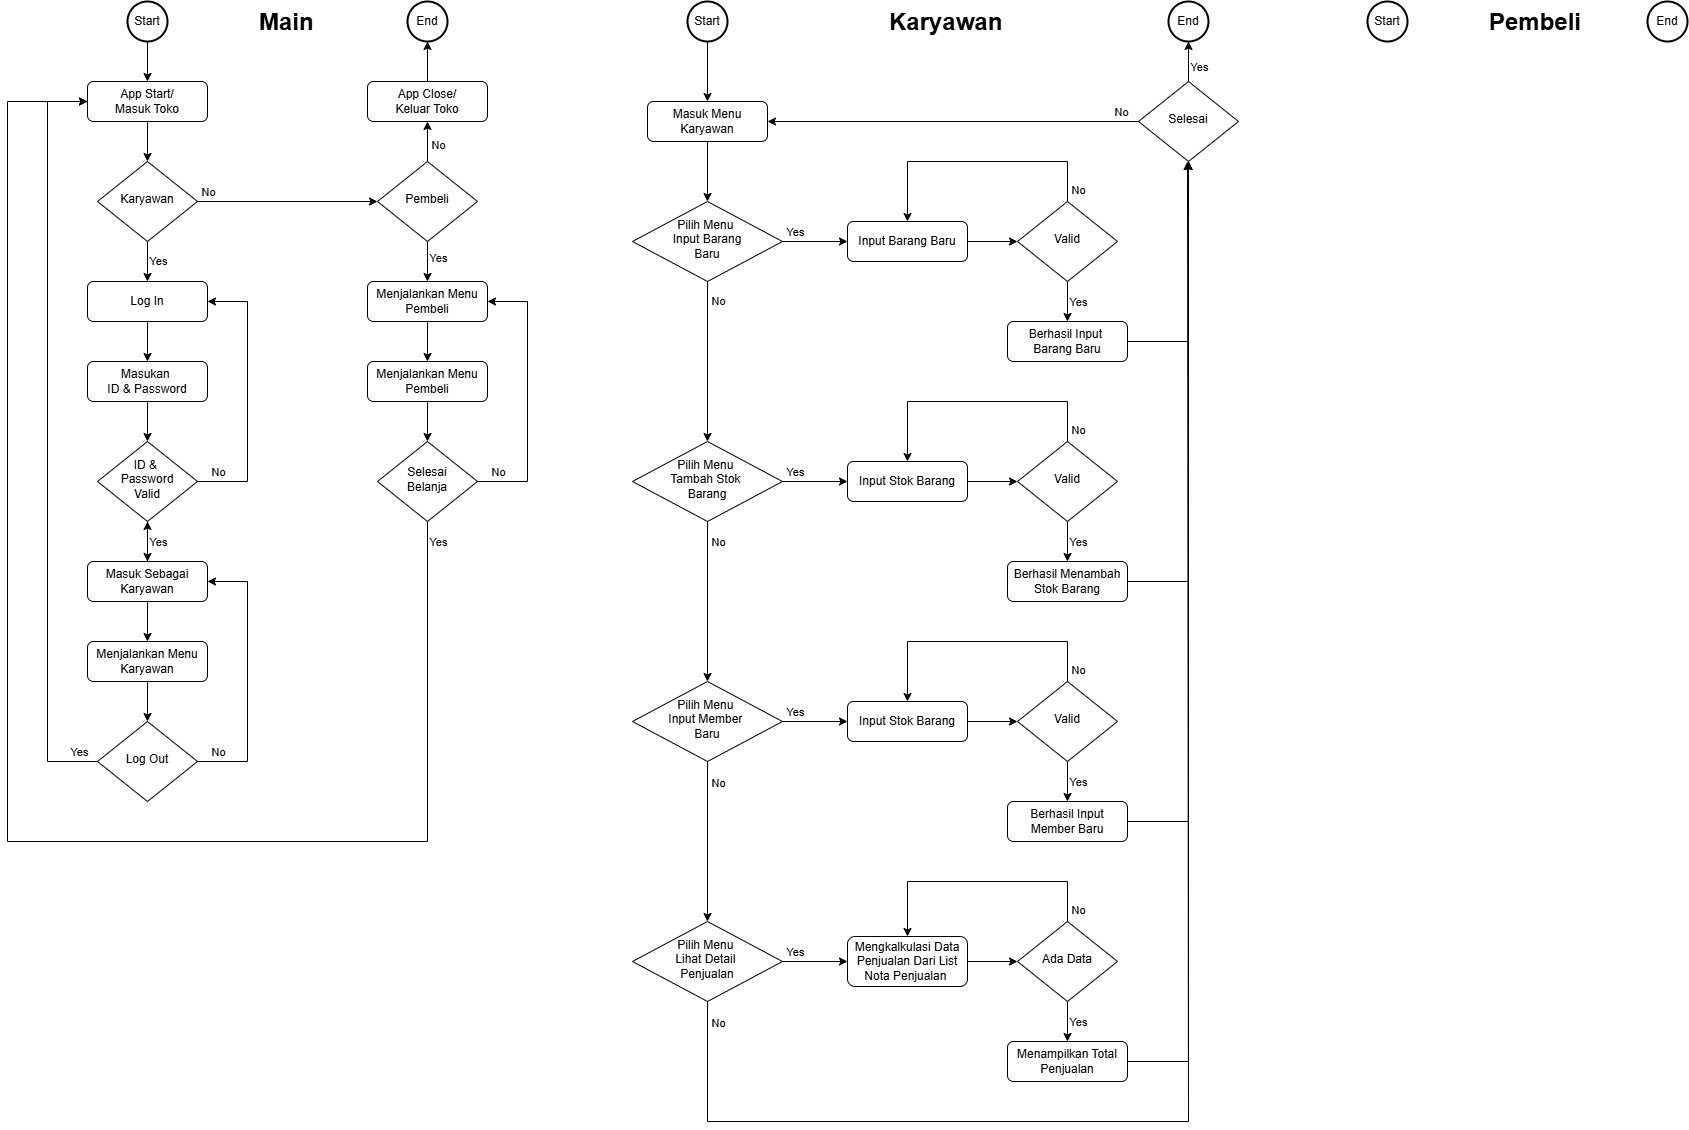 Main
Start
End
App Start/
Masuk Toko
App Close/
Keluar Toko
No
Karyawan
No
Pembeli
Yes
Yes
Log In
Menjalankan Menu
Pembeli
Masukan
ID & Password
Menjalankan Menu
Pembeli
ID &
Password
Valid
No
Selesai
Belanja
No
Yes
Yes
Masuk Sebagai
Karyawan
Menjalankan Menu
Karyawan
Yes
Log Out
No
Karyawan
Start
End
Yes
Masuk Menu
Karyawan
No
Selesai
Pilih Menu
Input Barang
Baru
Yes
Input Barang Baru
No
Valid
Yes
No
Berhasil Input
Barang Baru
Pilih Menu
Tambah Stok
Barang
Yes
Input Stok Barang
No
Valid
Yes
No
Berhasil Menambah
Stok Barang
Pilih Menu
Input Member
Baru
Yes
Input Stok Barang
No
Valid
Yes
No
Berhasil Input
Member Baru
Pilih Menu
Lihat Detail
Penjualan
Yes
Mengkalkulasi Data
Penjualan Dari List
Nota Penjualan
No
Ada Data
Yes
No
Menampilkan Total
Penjualan
Start
Pembeli
End